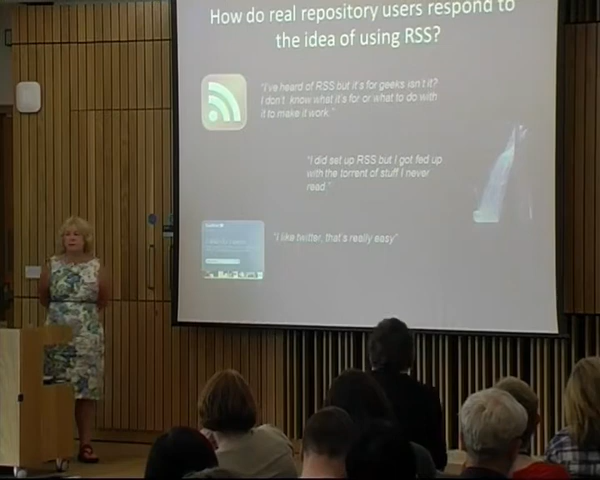 How do real repository users respond to
the idea of using RSS?
"I've heard of RSS but it's for geeks isn't it?
I don't know what it's for or what to do with
it to make it work."
"I did set up RSS but I got fed up
with the torrent of stuff I never
read"
"I like twitter, that's really easy"